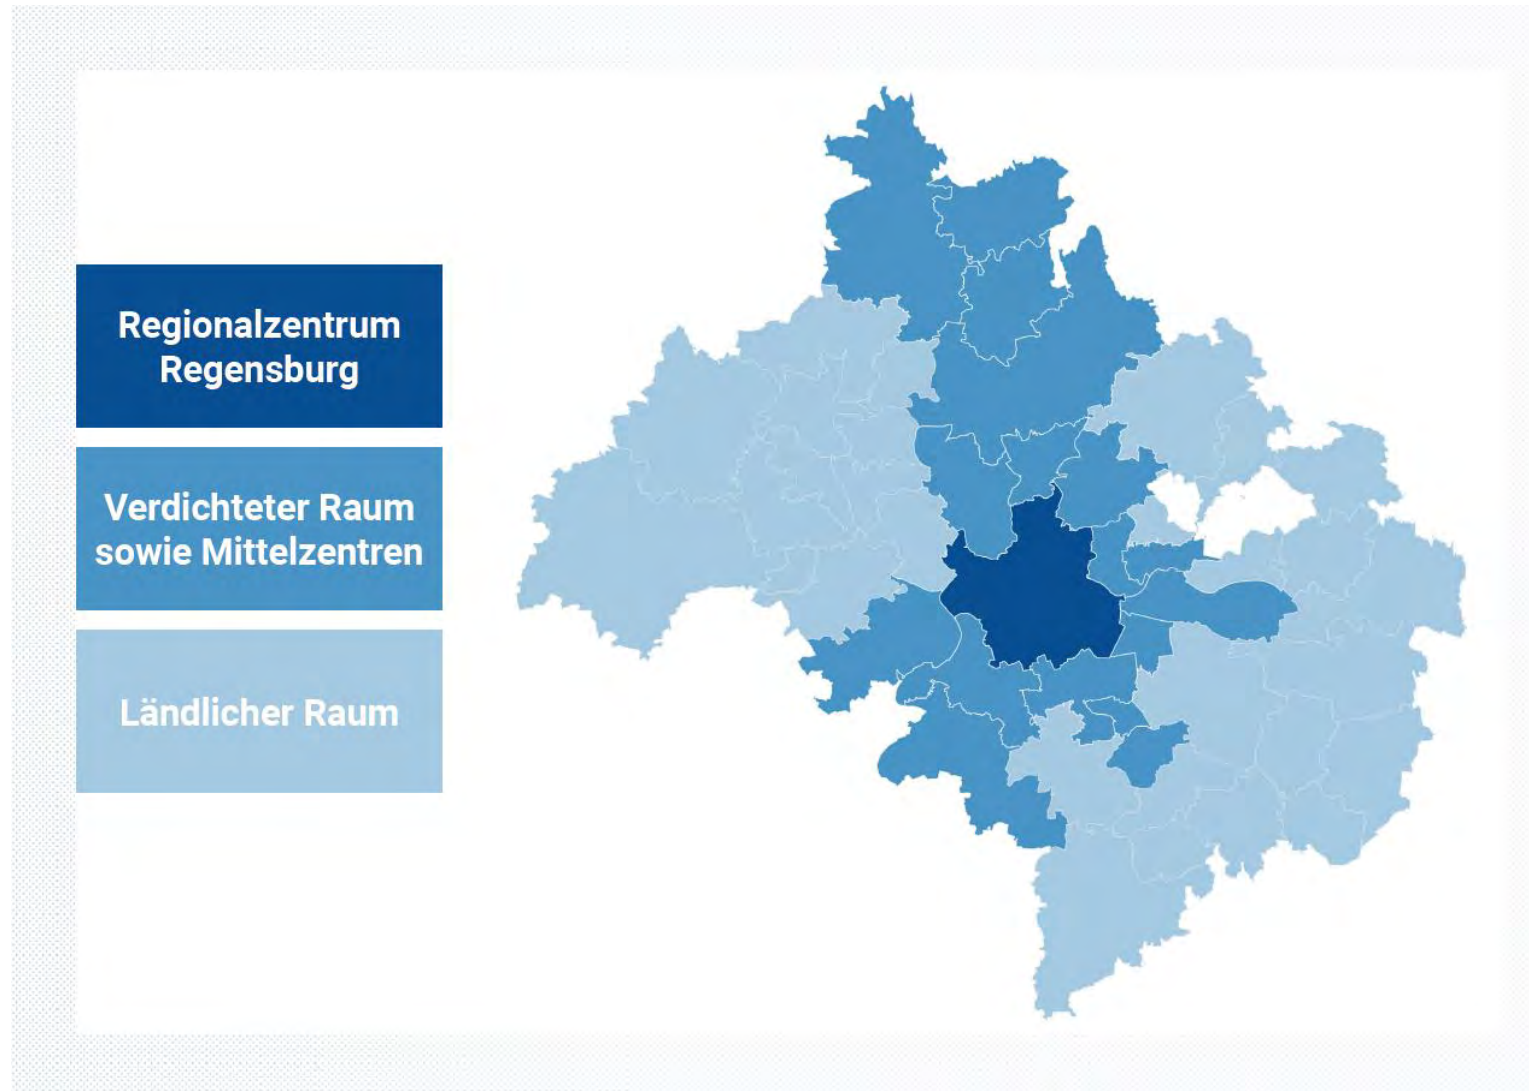 Regionalzentrum
Regensburg
Verdichteter Raum
sowie Mittelzentren
Ländlicher Raum